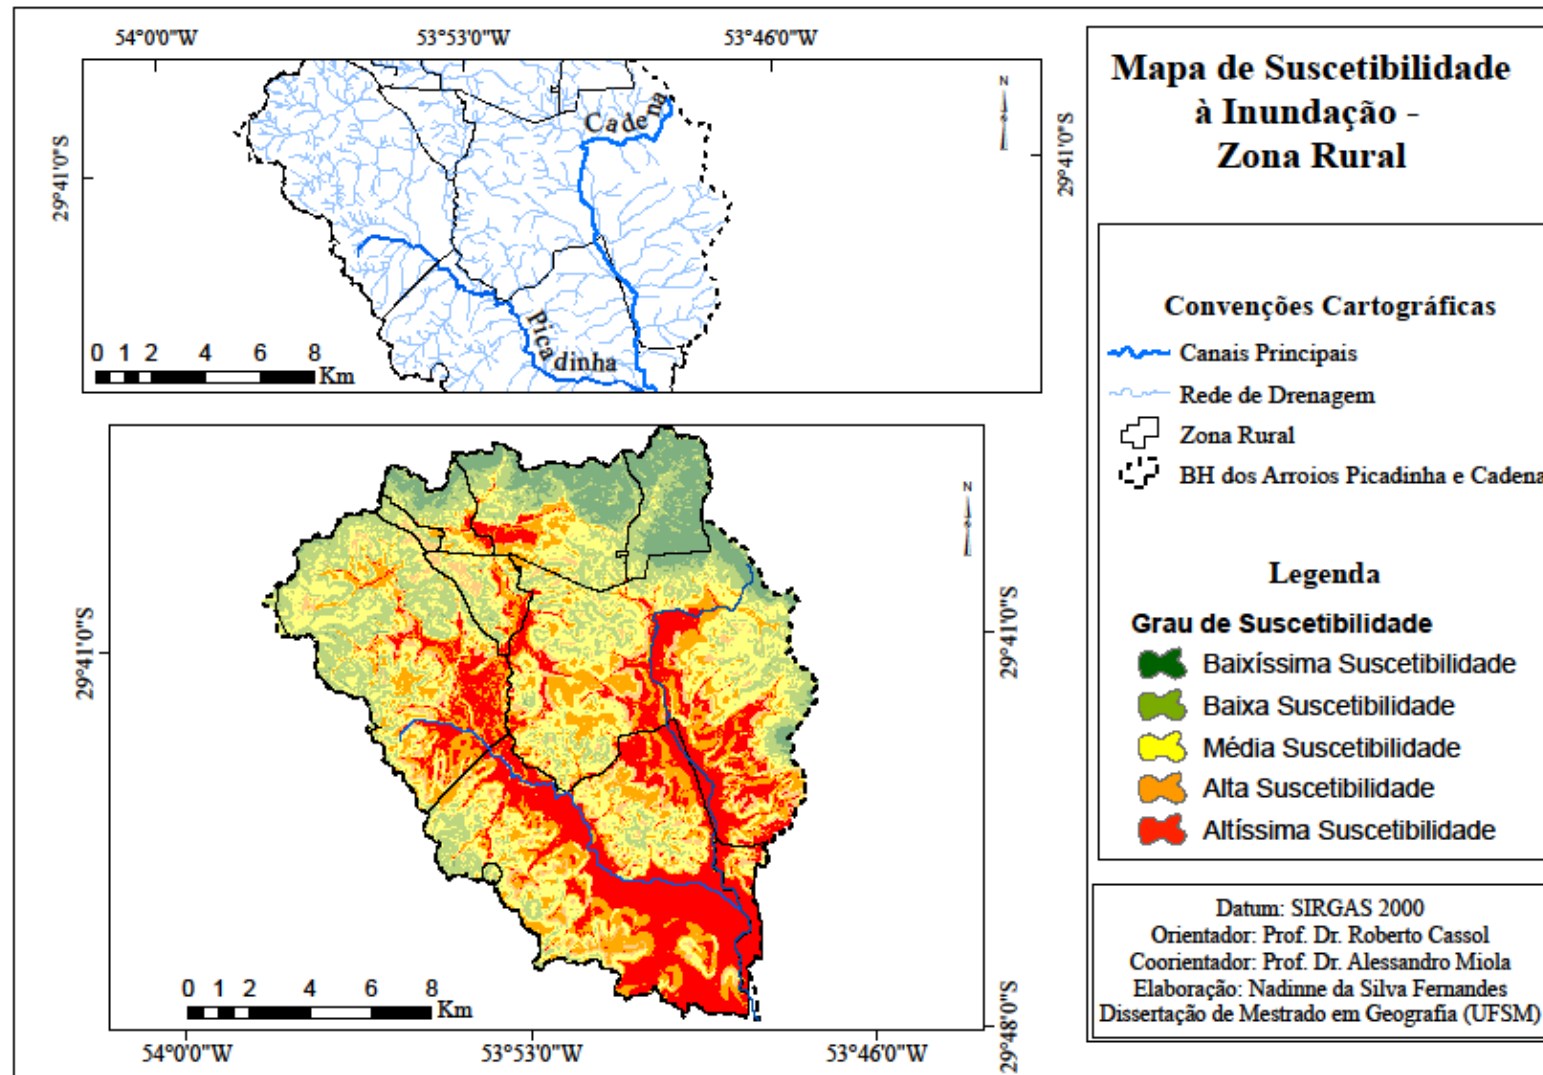 54°0'0"W 53°53'0"W 53°46'0"W
29°41'0"S
29°41'0"S
N
Cadena
Picadinha
0 1 2 4 6 8
Km
N
29°41'0"S
29°41'0"S
29°48'0"S
0 1 2 4 6 8
Km
54°0'0"W 53°53'0"W 53°46'0"W
Mapa de Suscetibilidade
à Inundação -
Zona Rural
Convenções Cartográficas
Canais Principais
Rede de Drenagem
Zona Rural
BH dos Arroios Picadinha e Cadena
Legenda
Grau de Suscetibilidade
Baixíssima Suscetibilidade
Baixa Suscetibilidade
Média Suscetibilidade
Alta Suscetibilidade
Altíssima Suscetibilidade
Datum: SIRGAS 2000
Orientador: Prof. Dr. Roberto Cassol
Coorientador: Prof. Dr. Alessandro Miola
Elaboração: Nadinne da Silva Fernandes
Dissertação de Mestrado em Geografia (UFSM)